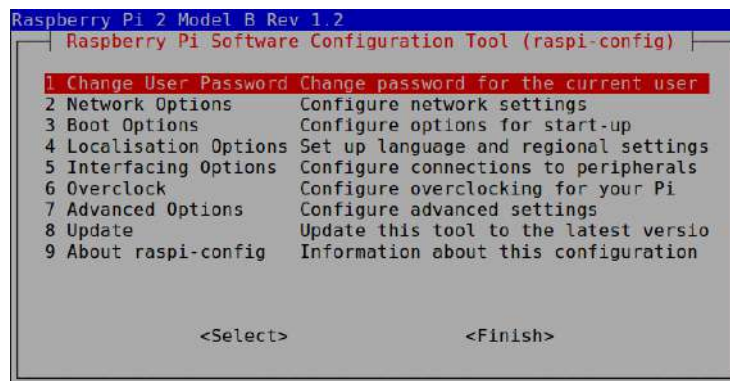 Raspberry Pi 2 Model B Rev 1.2
Raspberry Pi Software Configuration Tool (raspi-config)
1 Change User Password Change password for the current user
2 Network Options Configure network settings
3 Boot Options Configure options for start-up
4 Localisation Options Set up language and regional settings
5 Interfacing Options Configure connections to peripherals
6 Overclock Configure overclocking for your Pi
7 Advanced Options Configure advanced settings
8 Update Update this tool to the latest versio
9 About raspi-config Information about this configuration
<Select> <Finish>